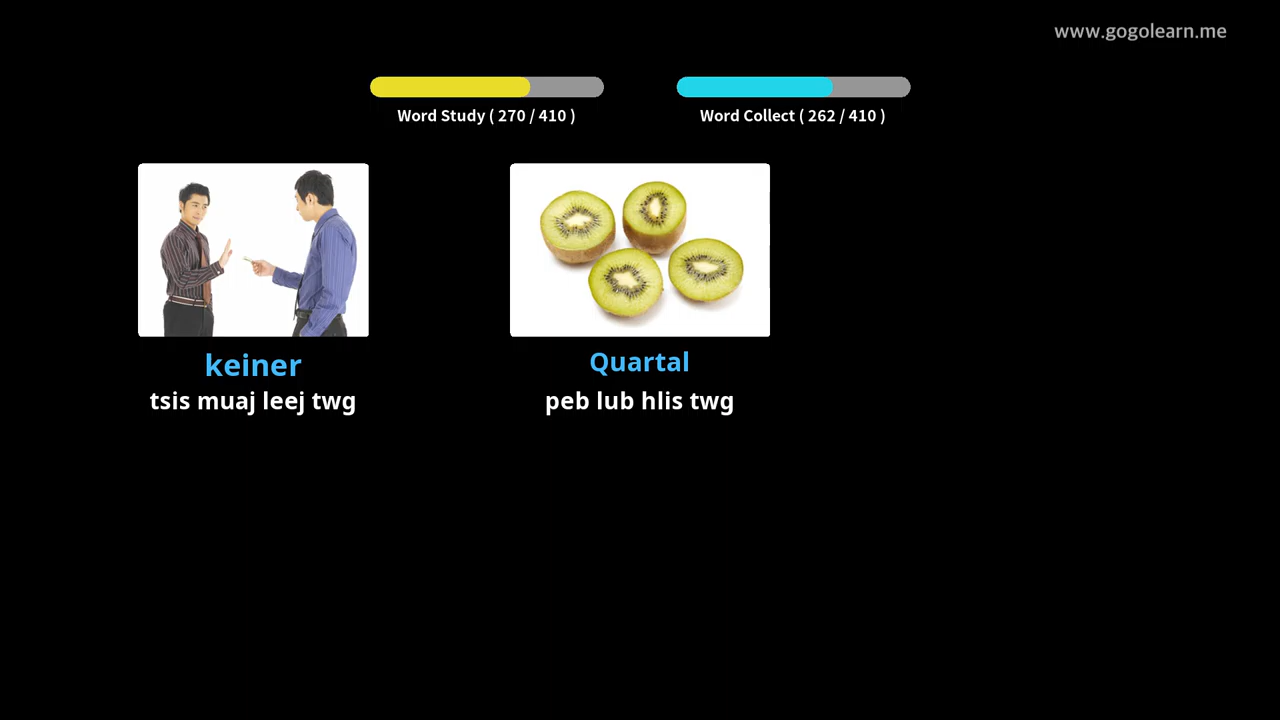 www.gogolearn.me
Word Study ( 270 / 410 )
Word Collect ( 262 / 410 )
keiner
tsis muaj leej twg
Quartal
peb lub hlis twg